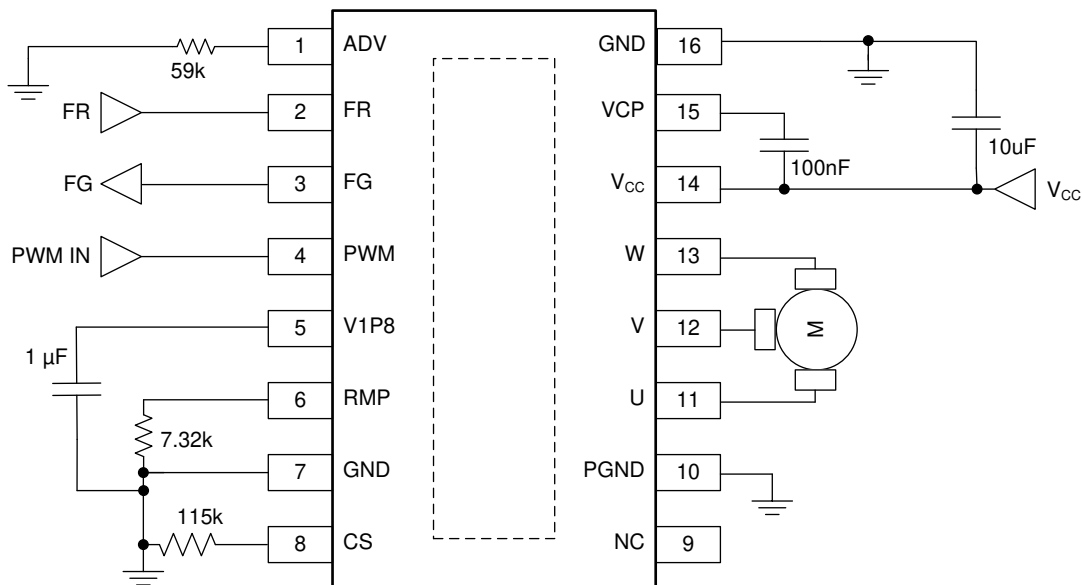 1 ADV GND 16
59k
FR 2 FR VCP 15
100nF 10uF
FG 3 FG VCC 14 VCC
PWM IN 4 PWM W 13
1 µF 5 V1P8 V 12 M
6 RMP U 11
7.32k
7 GND PGND 10
115k
8 CS NC 9